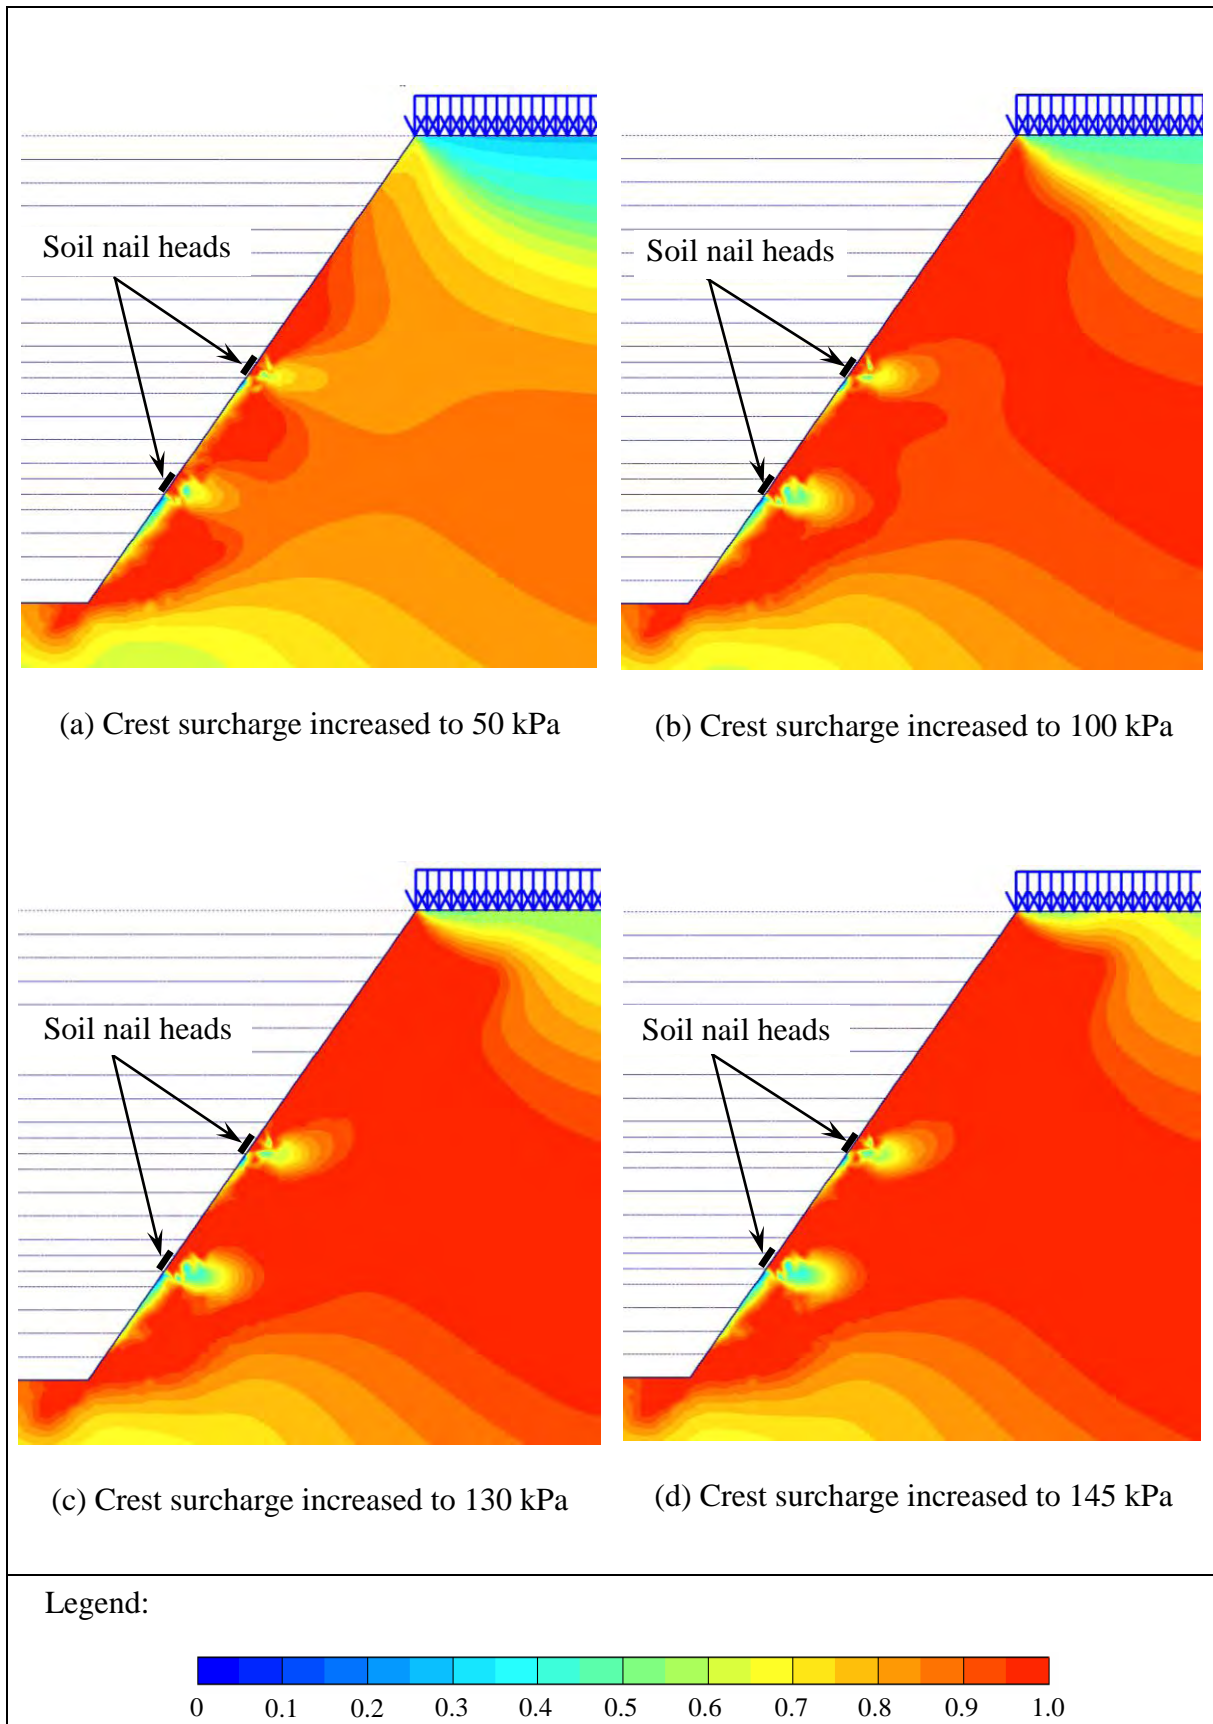 Soil nail heads
Soil nail heads
(a) Crest surcharge increased to 50 kPa
(b) Crest surcharge increased to 100 kPa
Soil nail heads
Soil nail heads
(c) Crest surcharge increased to 130 kPa
(d) Crest surcharge increased to 145 kPa
Legend:
0 0.1 0.2 0.3 0.4 0.5 0.6 0.7 0.8 0.9 1.0